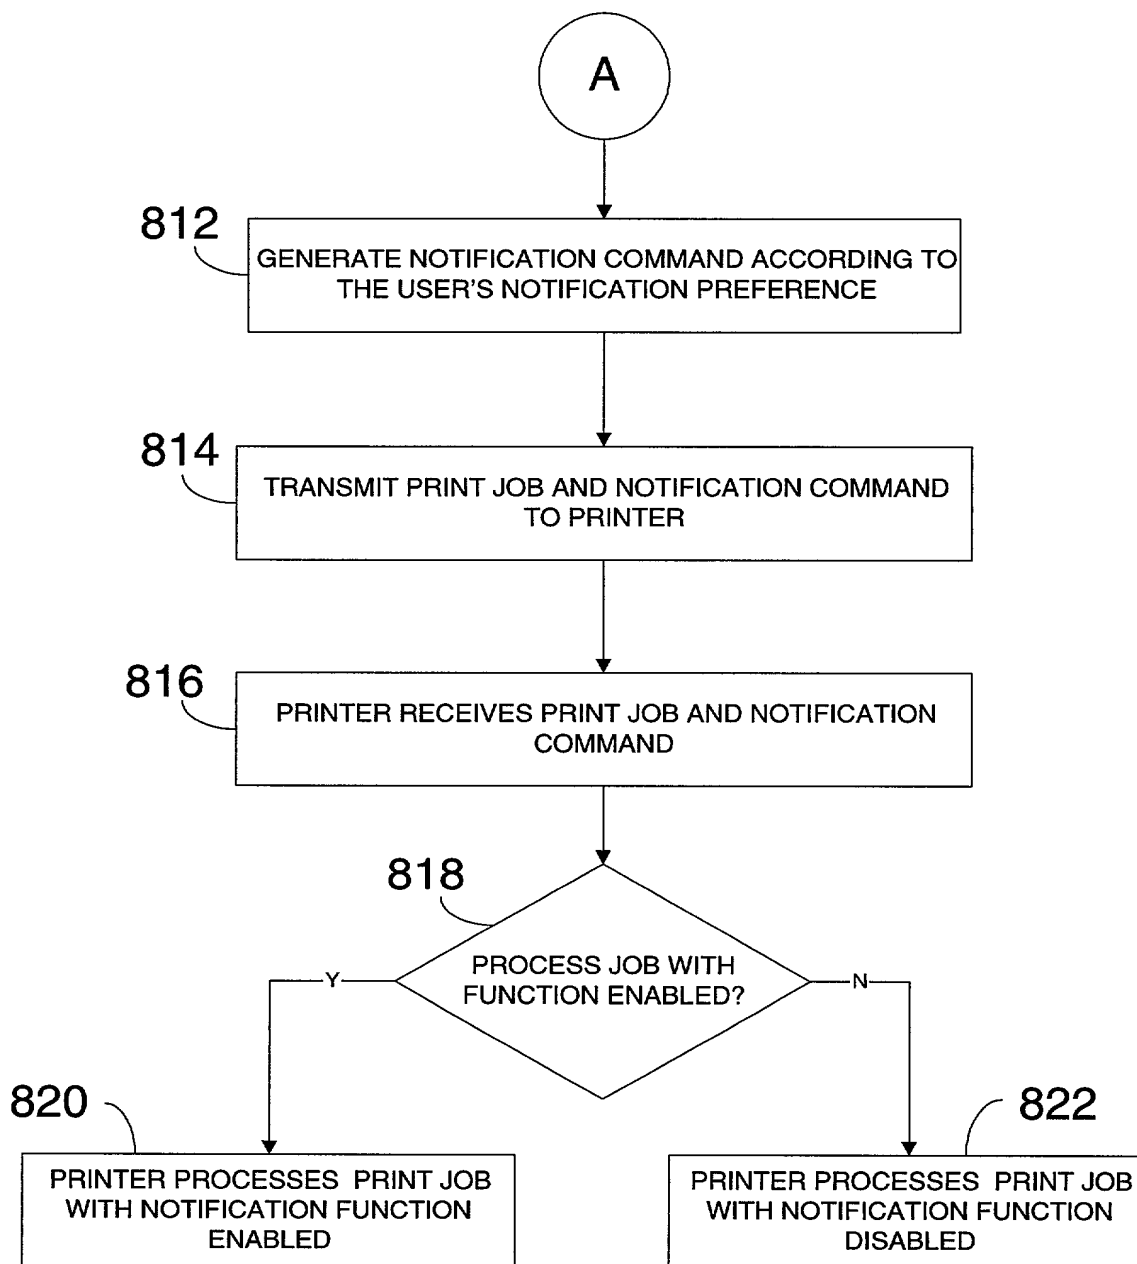 A
812
GENERATE NOTIFICATION COMMAND ACCORDING TO
THE USER'S NOTIFICATION PREFERENCE
814
TRANSMIT PRINT JOB AND NOTIFICATION COMMAND
TO PRINTER
816
PRINTER RECEIVES PRINT JOB AND NOTIFICATION
COMMAND
818
PROCESS JOB WITH
FUNCTION ENABLED?
Y
N
820
PRINTER PROCESSES PRINT JOB
WITH NOTIFICATION FUNCTION
ENABLED
822
PRINTER PROCESSES PRINT JOB
WITH NOTIFICATION FUNCTION
DISABLED